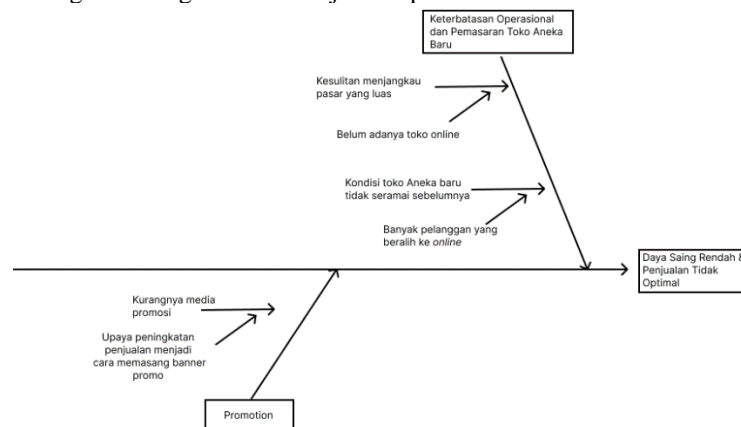 Keterbatasan Operasional
dan Pemasaran Toko Aneka
Baru
Kesulitan menjangkau
pasar yang luas
Belum adanya toko online
Kondisi toko Aneka baru
tidak seramai sebelumnya
Banyak pelanggan yang
beralih ke online
Daya Saing Rendah &
Penjualan Tidak
Optimal
Kurangnya media
promosi
Upaya peningkatan
penjualan menjadi
cara memasang banner
promo
Promotion